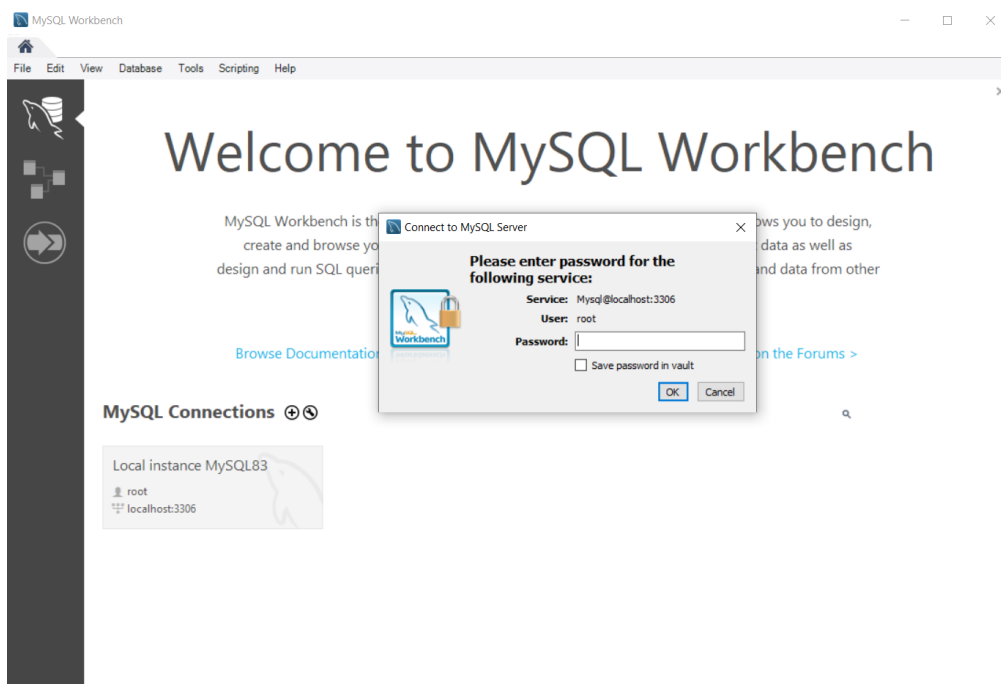 MySQL Workbench
File Edit View Database Tools Scripting Help
Welcome to MySQL Workbench
MySQL Workbench is th
ows you to design,
create and browse yo
data as well as
design and run SQL queri
and data from other
Browse Documentation
on the Forums >
Connect to MySQL Server
Please enter password for the
following service:
Service: Mysql@localhost:3306
User: root
Password:
Save password in vault
OK Cancel
MySQL Workbench
MySQL Connections
Local instance MySQL83
root
localhost:3306